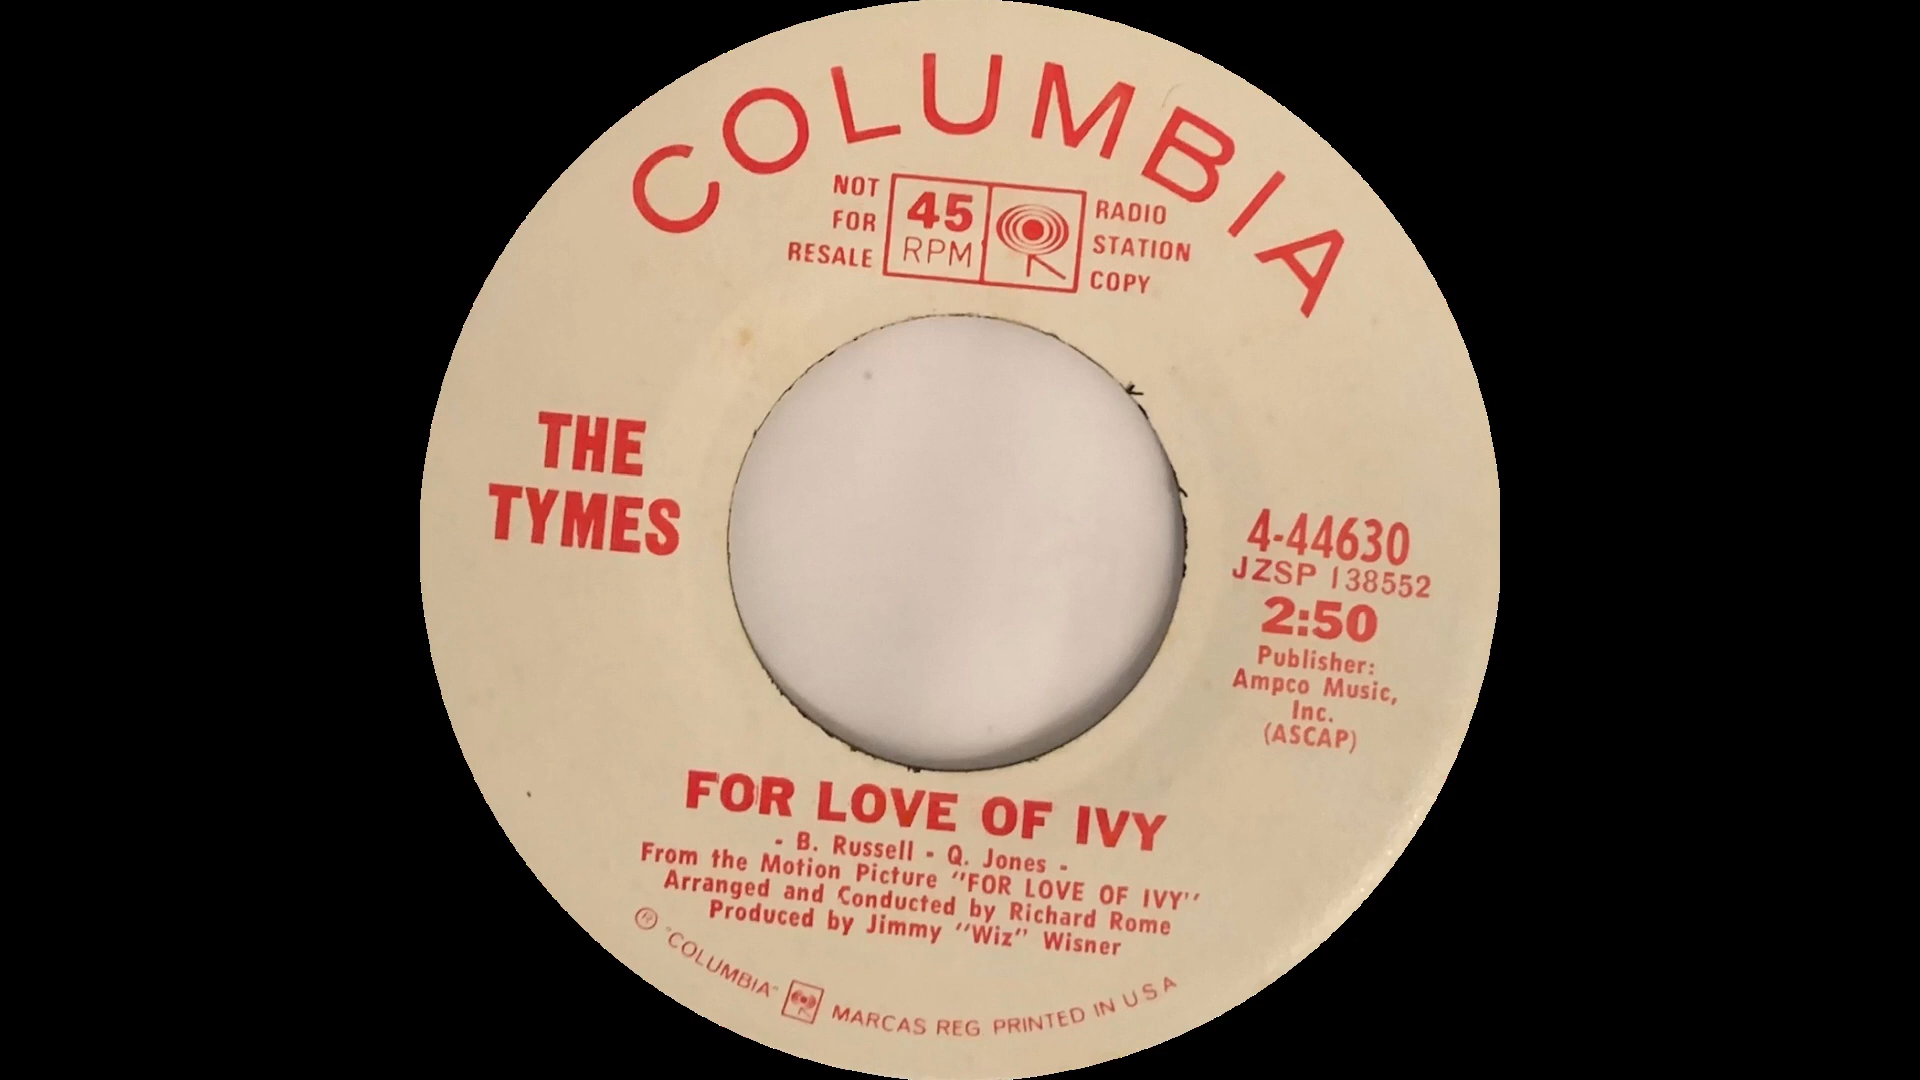 COLUMBIA
NOT
FOR
RESALE
45
RPM
RADIO
STATION
COPY
THE
TYMES
4-44630
JZSP 138552
2:50
Publisher:
Ampco Music,
Inc.
(ASCAP)
FOR LOVE OF IVY
- B. Russell - Q. Jones -
From the Motion Picture "FOR LOVE OF IVY"
Arranged and Conducted by Richard Rome
Produced by Jimmy "Wiz" Wisner
® "COLUMBIA" MARCAS REG. PRINTED IN U S A